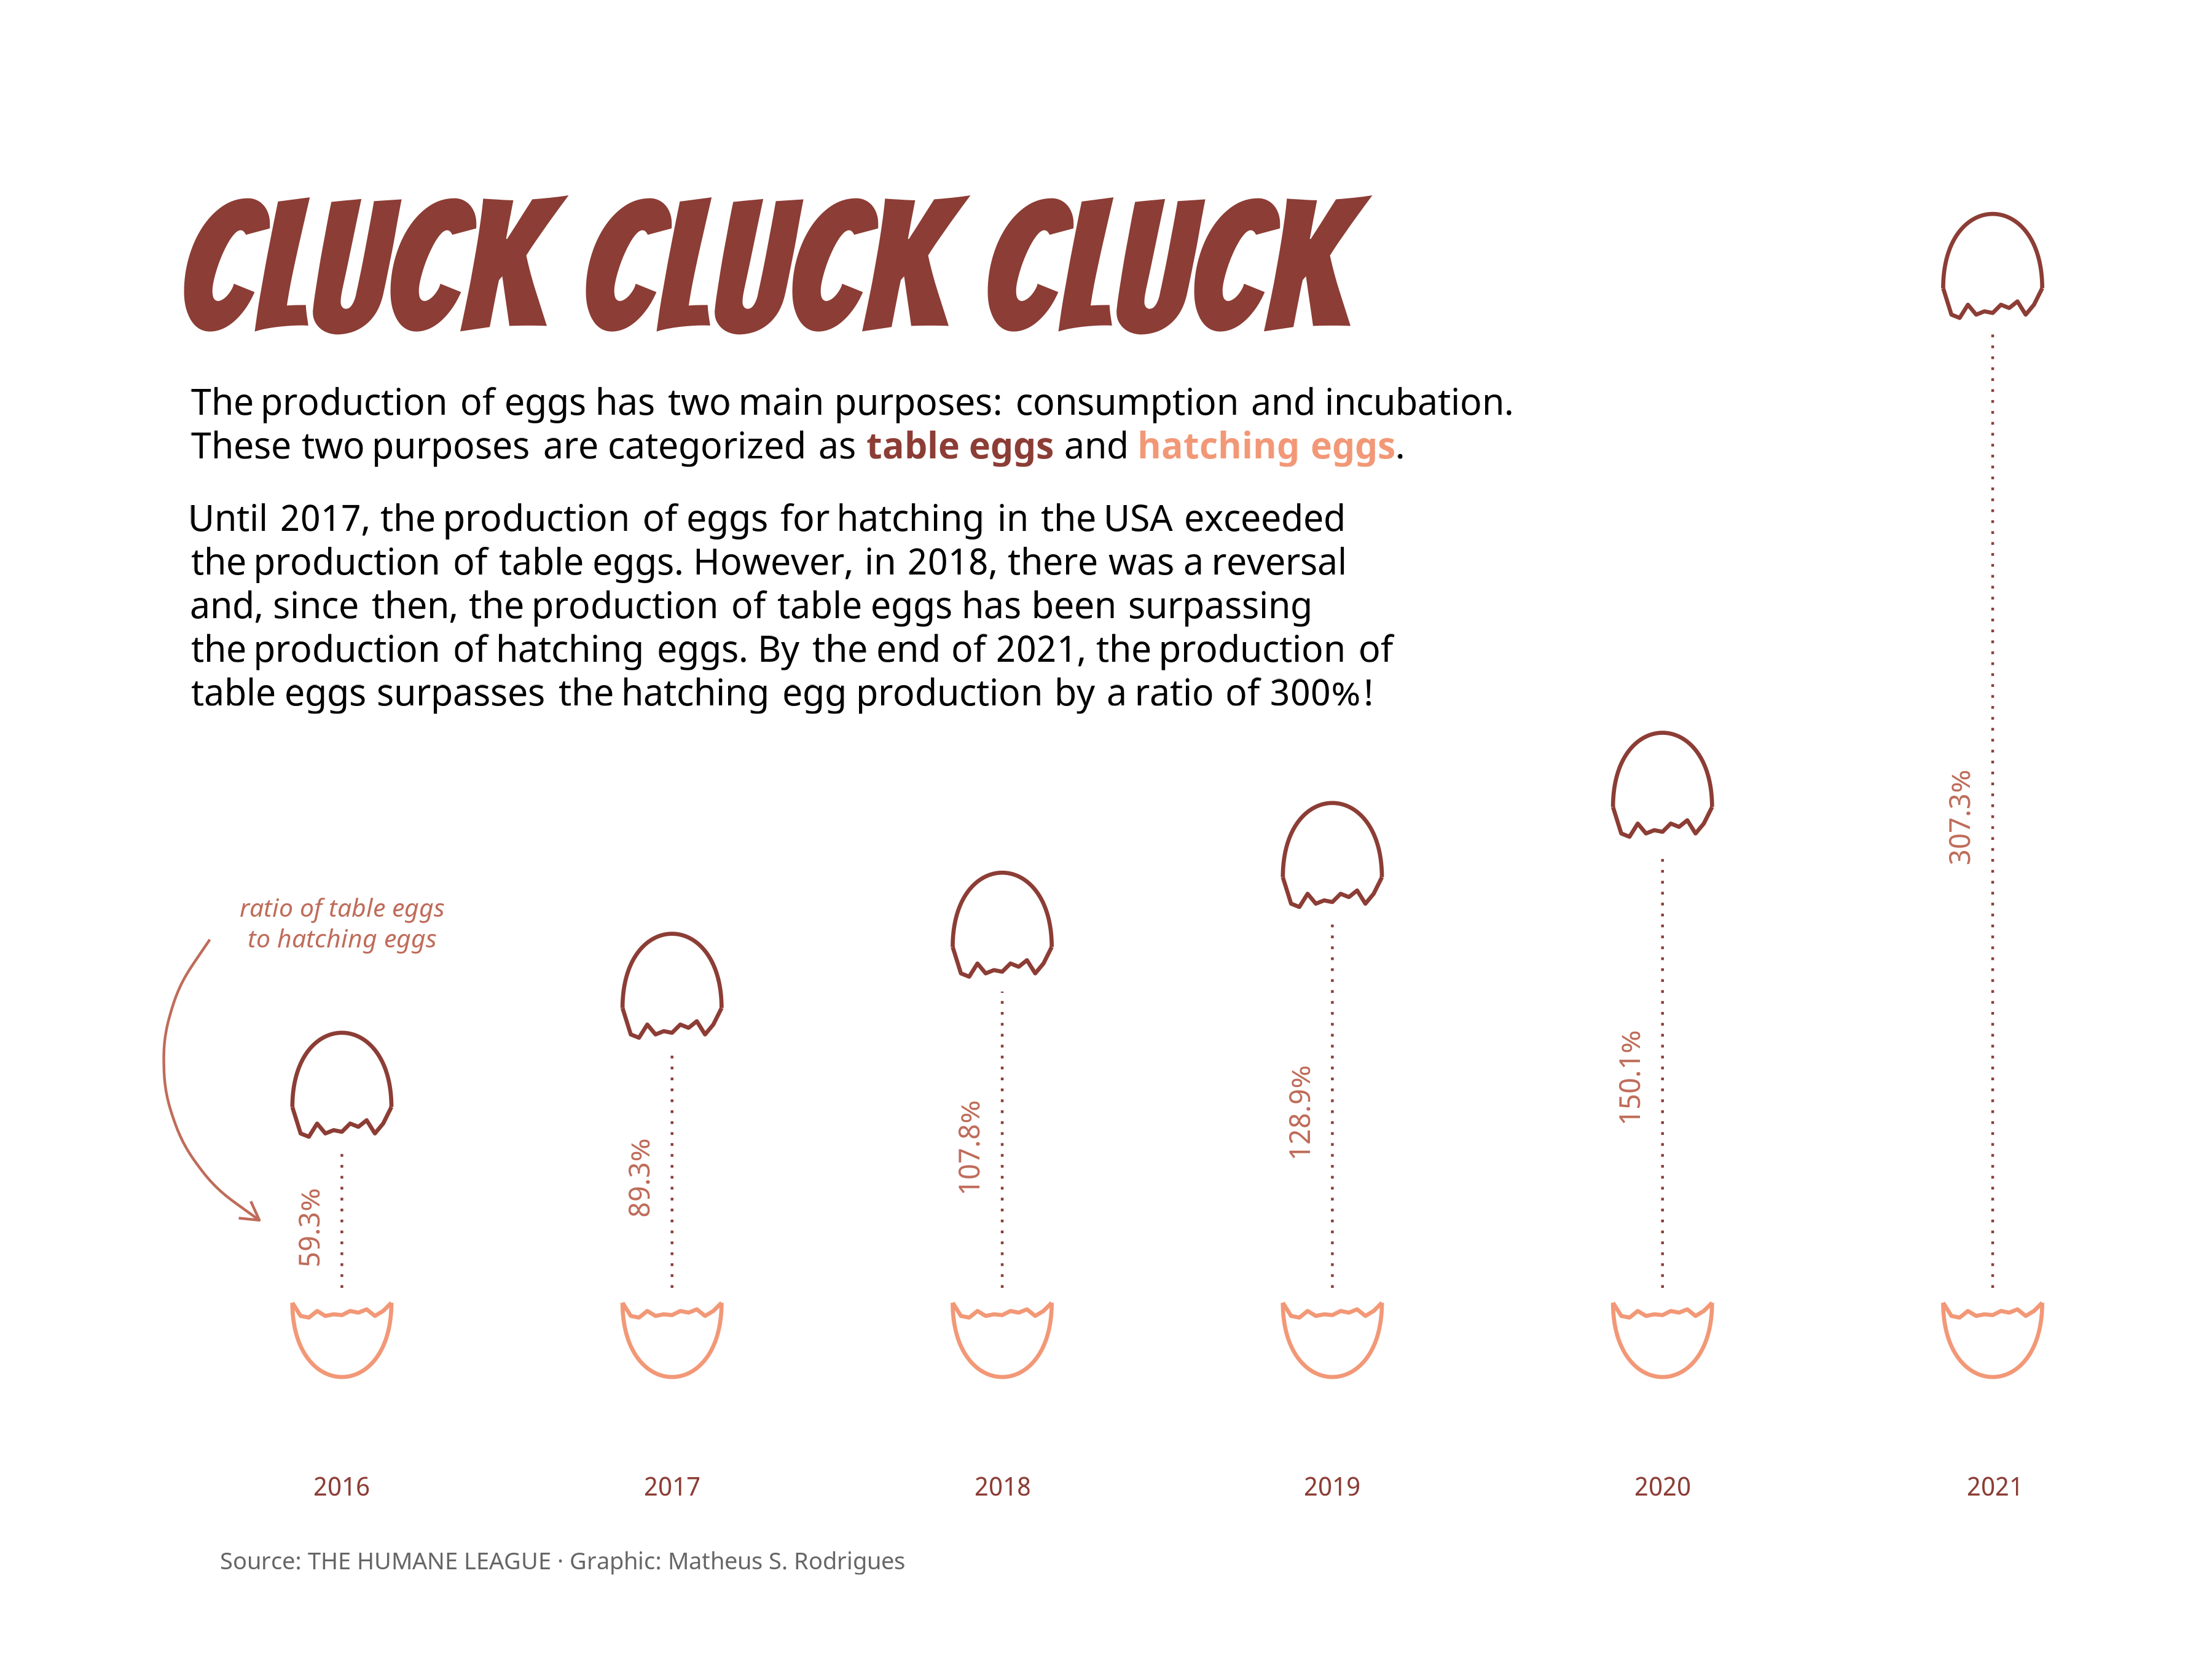 CLUCK CLUCK CLUCK
The production of eggs has two main purposes: consumption and incubation.
These two purposes are categorized as table eggs and hatching eggs.
Until 2017, the production of eggs for hatching in the USA exceeded
the production of table eggs. However, in 2018, there was a reversal
and, since then, the production of table eggs has been surpassing
the production of hatching eggs. By the end of 2021, the production of
table eggs surpasses the hatching egg production by a ratio of 300%!
ratio of table eggs
to hatching eggs
59.3%
89.3%
107.8%
128.9%
150.1%
307.3%
2016
2017
2018
2019
2020
2021
Source: THE HUMANE LEAGUE · Graphic: Matheus S. Rodrigues